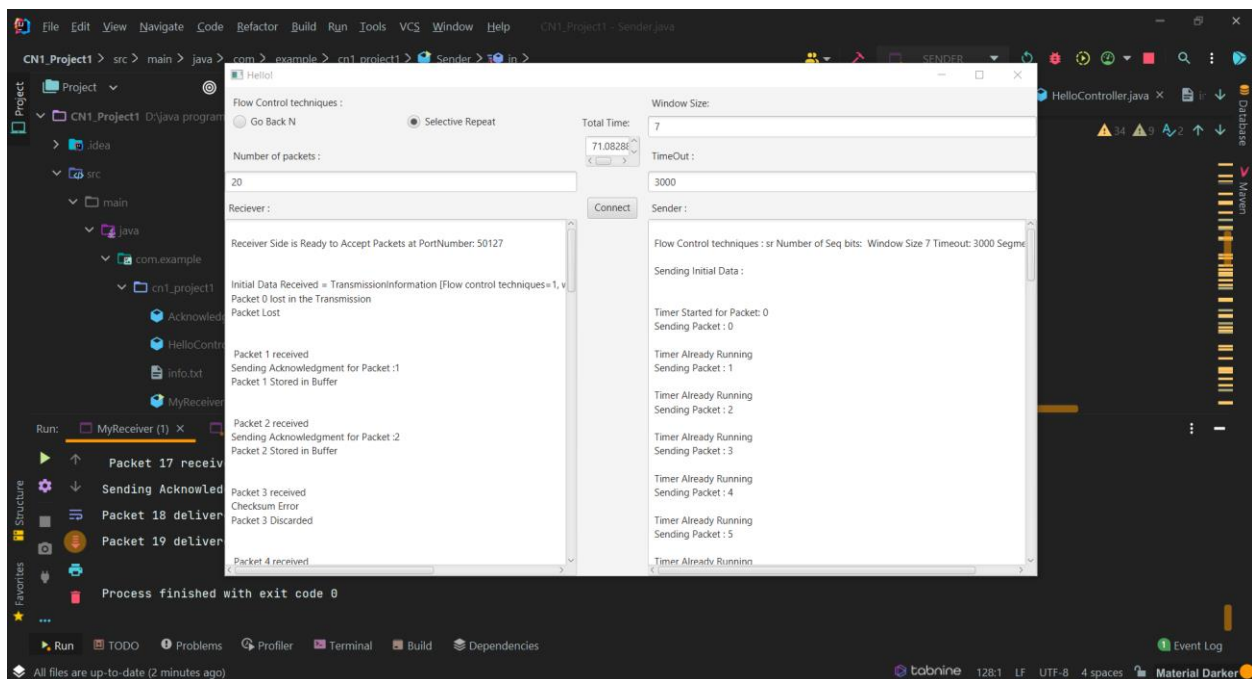 File Edit View Navigate Code Refactor Build Run Tools VCS Window Help CN1_Project1 - Sender.java
CN1_Project1 > src > main > java > com > example > cn1_project1 > Sender > in >
SENDER
Hello!
Project
Project
HelloController.java
CN1_Project1 D:\java program
34 9 2
.idea
src
main
java
com.example
cn1_project1
Acknowled
HelloContr
info.txt
MyReceiver
Database
Maven
Flow Control techniques :
Go Back N
Selective Repeat
Total Time:
71.0828
Window Size:
7
Number of packets :
20
TimeOut :
3000
Reciever :
Connect
Sender :
Receiver Side is Ready to Accept Packets at PortNumber: 50127
Initial Data Received = TransmissionInformation [Flow control techniques=1, v
Packet 0 lost in the Transmission
Packet Lost
Packet 1 received
Sending Acknowledgment for Packet :1
Packet 1 Stored in Buffer
Packet 2 received
Sending Acknowledgment for Packet :2
Packet 2 Stored in Buffer
Packet 3 received
Checksum Error
Packet 3 Discarded
Packet 4 received
Flow Control techniques : sr Number of Seq bits: Window Size 7 Timeout: 3000 Segme
Sending Initial Data :
Timer Started for Packet: 0
Sending Packet : 0
Timer Already Running
Sending Packet : 1
Timer Already Running
Sending Packet : 2
Timer Already Running
Sending Packet : 3
Timer Already Running
Sending Packet : 4
Timer Already Running
Sending Packet : 5
Timer Already Running
Run: MyReceiver (1)
Packet 17 receiv
Sending Acknowled
Packet 18 deliver
Packet 19 deliver
Process finished with exit code 0
Structure
Favorites
Run TODO Problems Profiler Terminal Build Dependencies
Event Log
All files are up-to-date (2 minutes ago)
tabnine 128:1 LF UTF-8 4 spaces Material Darker